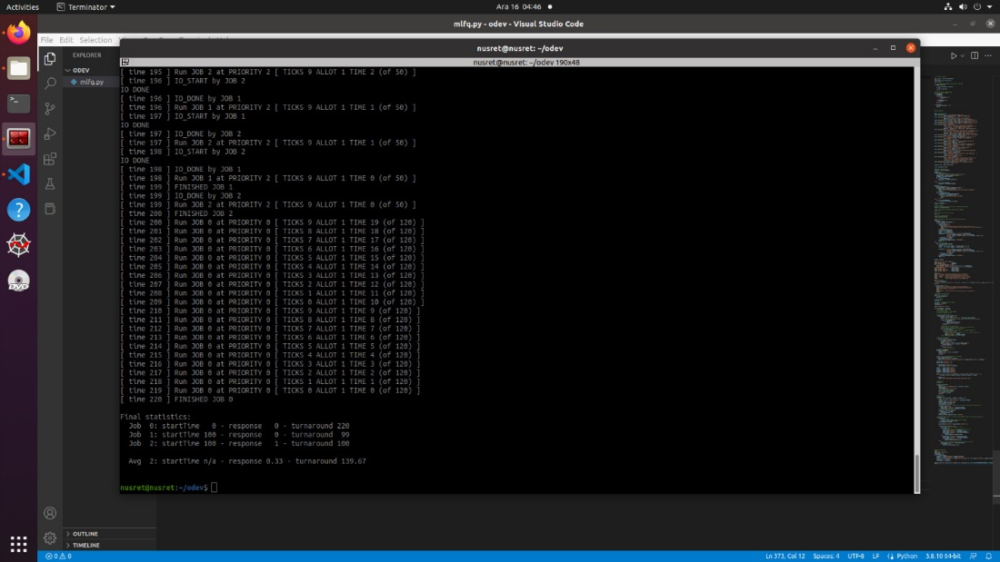 Activities
Terminator
Ara 16 04:46
mlfq.py - odev - Visual Studio Code
File Edit Selection
nusret@nusret: ~/odev
nusret@nusret: ~/odev 190x48
EXPLORER
ODEV
mlfq.py
[ time 195 ] Run JOB 2 at PRIORITY 2 [ TICKS 9 ALLOT 1 TIME 2 (of 50) ]
[ time 196 ] IO_START by JOB 2
IO DONE
[ time 196 ] IO_DONE by JOB 1
[ time 196 ] Run JOB 1 at PRIORITY 2 [ TICKS 9 ALLOT 1 TIME 1 (of 50) ]
[ time 197 ] IO_START by JOB 1
IO DONE
[ time 197 ] IO_DONE by JOB 2
[ time 197 ] Run JOB 2 at PRIORITY 2 [ TICKS 9 ALLOT 1 TIME 1 (of 50) ]
[ time 198 ] IO_START by JOB 2
IO DONE
[ time 198 ] IO_DONE by JOB 1
[ time 198 ] Run JOB 1 at PRIORITY 2 [ TICKS 9 ALLOT 1 TIME 0 (of 50) ]
[ time 199 ] FINISHED JOB 1
[ time 199 ] IO_DONE by JOB 2
[ time 199 ] Run JOB 2 at PRIORITY 2 [ TICKS 9 ALLOT 1 TIME 0 (of 50) ]
[ time 200 ] FINISHED JOB 2
[ time 200 ] Run JOB 0 at PRIORITY 0 [ TICKS 9 ALLOT 1 TIME 19 (of 120) ]
[ time 201 ] Run JOB 0 at PRIORITY 0 [ TICKS 8 ALLOT 1 TIME 18 (of 120) ]
[ time 202 ] Run JOB 0 at PRIORITY 0 [ TICKS 7 ALLOT 1 TIME 17 (of 120) ]
[ time 203 ] Run JOB 0 at PRIORITY 0 [ TICKS 6 ALLOT 1 TIME 16 (of 120) ]
[ time 204 ] Run JOB 0 at PRIORITY 0 [ TICKS 5 ALLOT 1 TIME 15 (of 120) ]
[ time 205 ] Run JOB 0 at PRIORITY 0 [ TICKS 4 ALLOT 1 TIME 14 (of 120) ]
[ time 206 ] Run JOB 0 at PRIORITY 0 [ TICKS 3 ALLOT 1 TIME 13 (of 120) ]
[ time 207 ] Run JOB 0 at PRIORITY 0 [ TICKS 2 ALLOT 1 TIME 12 (of 120) ]
[ time 208 ] Run JOB 0 at PRIORITY 0 [ TICKS 1 ALLOT 1 TIME 11 (of 120) ]
[ time 209 ] Run JOB 0 at PRIORITY 0 [ TICKS 0 ALLOT 1 TIME 10 (of 120) ]
[ time 210 ] Run JOB 0 at PRIORITY 0 [ TICKS 9 ALLOT 1 TIME 9 (of 120) ]
[ time 211 ] Run JOB 0 at PRIORITY 0 [ TICKS 8 ALLOT 1 TIME 8 (of 120) ]
[ time 212 ] Run JOB 0 at PRIORITY 0 [ TICKS 7 ALLOT 1 TIME 7 (of 120) ]
[ time 213 ] Run JOB 0 at PRIORITY 0 [ TICKS 6 ALLOT 1 TIME 6 (of 120) ]
[ time 214 ] Run JOB 0 at PRIORITY 0 [ TICKS 5 ALLOT 1 TIME 5 (of 120) ]
[ time 215 ] Run JOB 0 at PRIORITY 0 [ TICKS 4 ALLOT 1 TIME 4 (of 120) ]
[ time 216 ] Run JOB 0 at PRIORITY 0 [ TICKS 3 ALLOT 1 TIME 3 (of 120) ]
[ time 217 ] Run JOB 0 at PRIORITY 0 [ TICKS 2 ALLOT 1 TIME 2 (of 120) ]
[ time 218 ] Run JOB 0 at PRIORITY 0 [ TICKS 1 ALLOT 1 TIME 1 (of 120) ]
[ time 219 ] Run JOB 0 at PRIORITY 0 [ TICKS 0 ALLOT 1 TIME 0 (of 120) ]
[ time 220 ] FINISHED JOB 0
Final statistics:
Job 0: startTime 0 - response 0 - turnaround 220
Job 1: startTime 100 - response 0 - turnaround 99
Job 2: startTime 100 - response 1 - turnaround 100
Avg 2: startTime n/a - response 0.33 - turnaround 139.67
nusret@nusret:~/odev$
OUTLINE
TIMELINE
0 0
Ln 373, Col 12 Spaces: 4 UTF-8 LF Python 3.8.10 64-bit